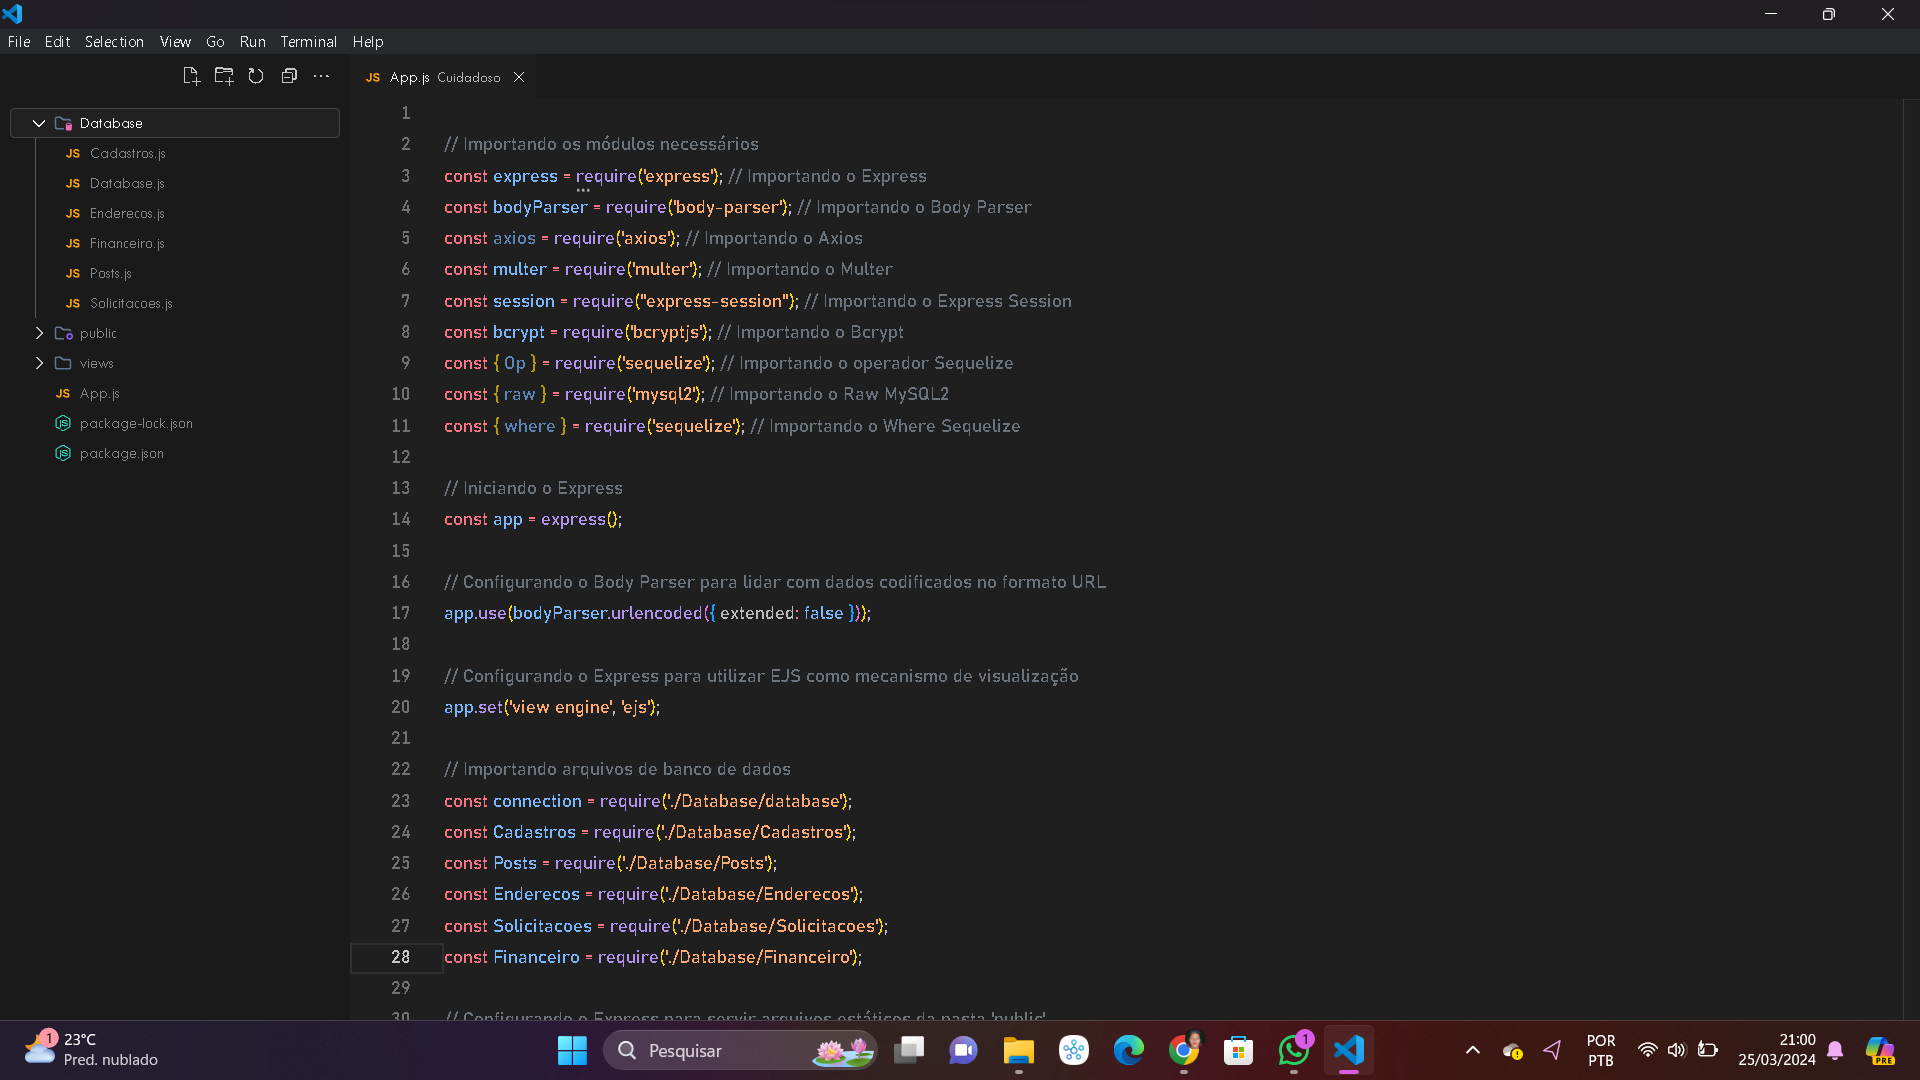 File Edit Selection View Go Run Terminal Help
JS App.js Cuidadoso
Database
JS Cadastros.js
JS Database.js
JS Enderecos.js
JS Financeiro.js
JS Posts.js
JS Solicitacoes.js
public
views
JS App.js
package-lock.json
package.json
1
2 // Importando os módulos necessários
3 const express = require('express'); // Importando o Express
4 const bodyParser = require('body-parser'); // Importando o Body Parser
5 const axios = require('axios'); // Importando o Axios
6 const multer = require('multer'); // Importando o Multer
7 const session = require("express-session"); // Importando o Express Session
8 const bcrypt = require('bcryptjs'); // Importando o Bcrypt
9 const { Op } = require('sequelize'); // Importando o operador Sequelize
10 const { raw } = require('mysql2'); // Importando o Raw MySQL2
11 const { where } = require('sequelize'); // Importando o Where Sequelize
12
13 // Iniciando o Express
14 const app = express();
15
16 // Configurando o Body Parser para lidar com dados codificados no formato URL
17 app.use(bodyParser.urlencoded({ extended: false }));
18
19 // Configurando o Express para utilizar EJS como mecanismo de visualização
20 app.set('view engine', 'ejs');
21
22 // Importando arquivos de banco de dados
23 const connection = require('./Database/database');
24 const Cadastros = require('./Database/Cadastros');
25 const Posts = require('./Database/Posts');
26 const Enderecos = require('./Database/Enderecos');
27 const Solicitacoes = require('./Database/Solicitacoes');
28 const Financeiro = require('./Database/Financeiro');
29
30 // Configurando o Express para servir arquivos estáticos da pasta 'public'
1
23°C
Pred. nublado
Pesquisar
1
POR
PTB
21:00
25/03/2024
PRE